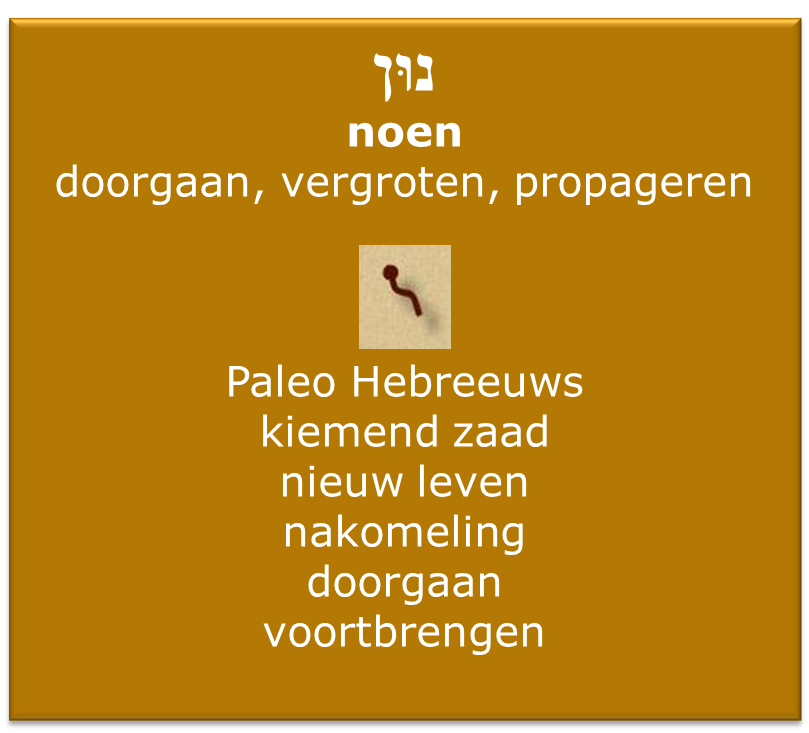 נוּן
noen
doorgaan, vergroten, propageren
Paleo Hebreeuws
kiemend zaad
nieuw leven
nakomeling
doorgaan
voortbrengen